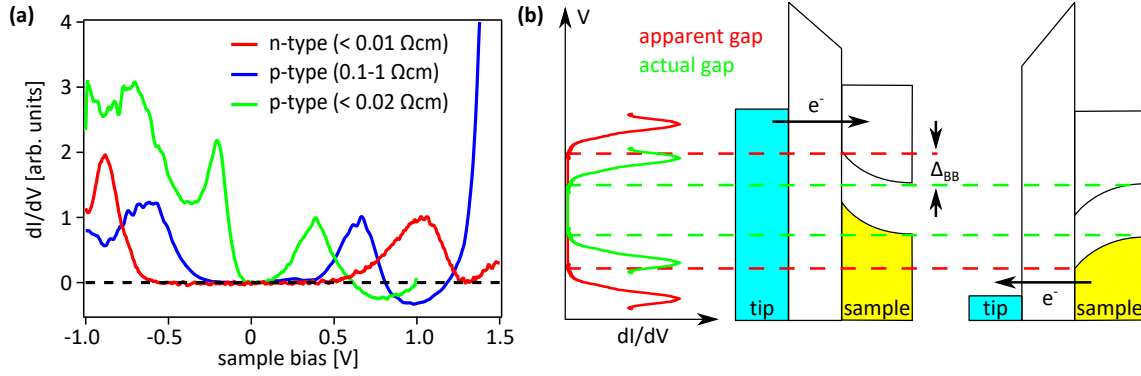 (a)
4
3
2
1
0
dI/dV [arb. units]
n-type (< 0.01 Ωcm)
p-type (0.1-1 Ωcm)
p-type (< 0.02 Ωcm)
-1.0 -0.5 0 0.5 1.0 1.5
sample bias [V]
(b)
V
apparent gap
actual gap
e-
ΔBB
e-
tip
sample
tip
sample
dI/dV